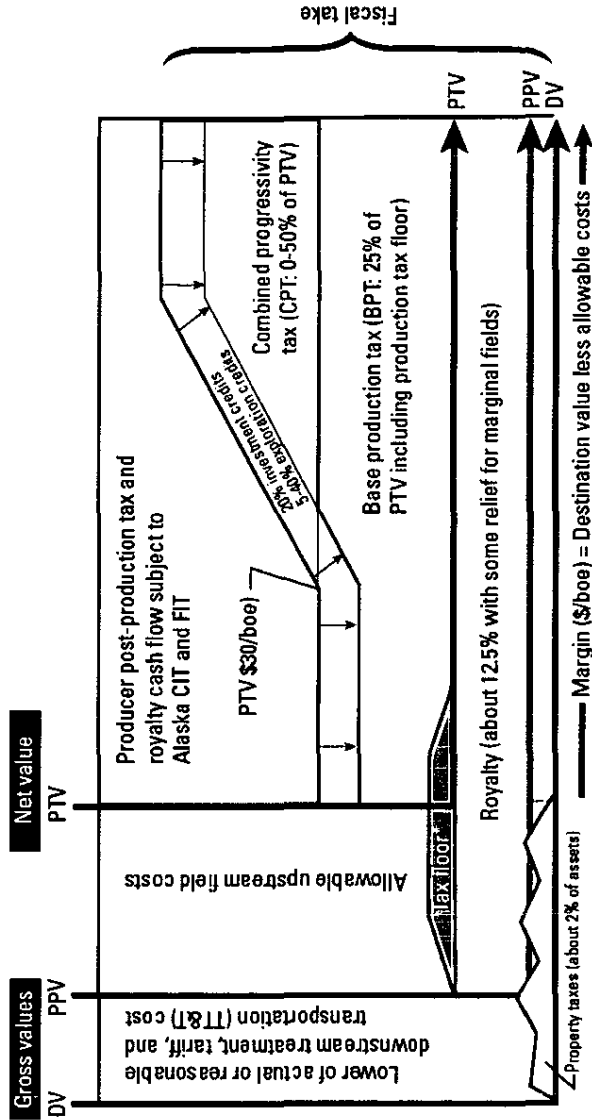 Gross values
Net value
DV
PPV
PTV
Lower of actual or reasonable
downstream treatment, tariff, and
transportation (TT&T) cost
Allowable upstream field costs
Producer post-production tax and
royalty cash flow subject to
Alaska CIT and FIT
PTV $30/boe)
20% investment credits
5-40% exploration credits
Combined progressivity
tax (CPT: 0-50% of PTV)
Base production tax (BPT: 25% of
PTV including production tax floor)
Tax floor
Royalty (about 12.5% with some relief for marginal fields)
Property taxes (about 2% of assets)
Margin ($/boe) = Destination value less allowable costs
PTV
PPV
DV
Fiscal take